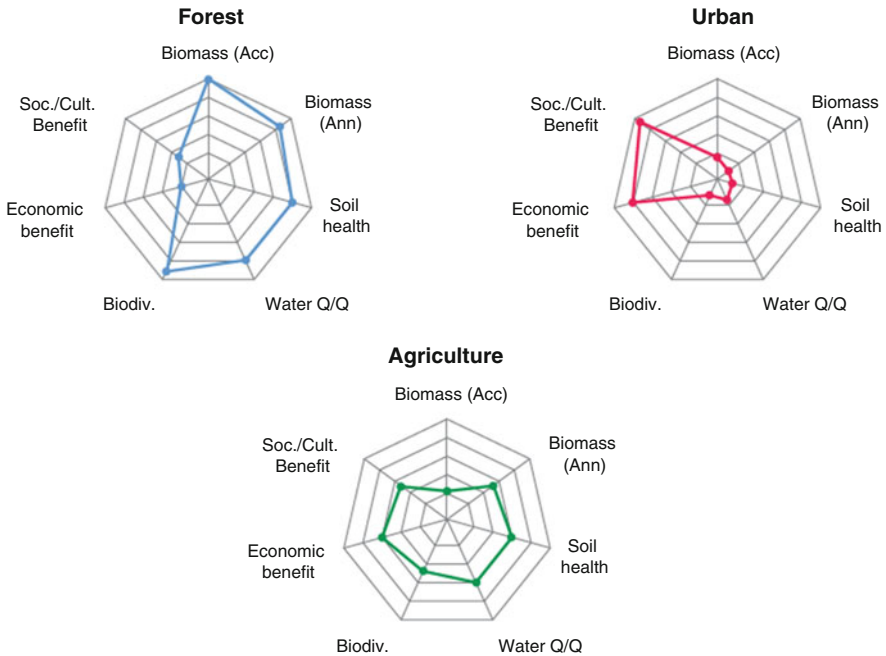 Forest
Biomass (Acc)
Soc./Cult.
Benefit
Biomass
(Ann)
Economic
benefit
Soil
health
Biodiv.
Water Q/Q
Urban
Biomass (Acc)
Soc./Cult.
Benefit
Biomass
(Ann)
Economic
benefit
Soil
health
Biodiv.
Water Q/Q
Agriculture
Biomass (Acc)
Soc./Cult.
Benefit
Biomass
(Ann)
Economic
benefit
Soil
health
Biodiv.
Water Q/Q